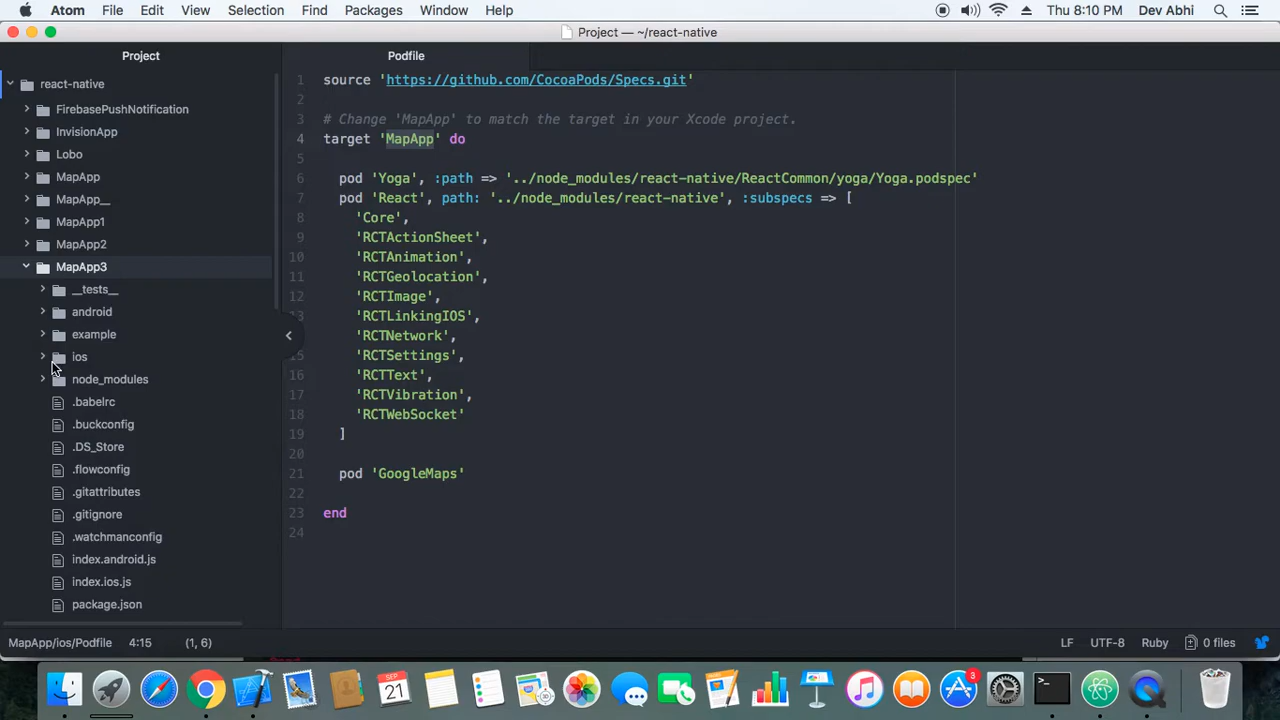 Atom File Edit View Selection Find Packages Window Help Thu 8:10 PM Dev Abhi
Project — ~/react-native
Project
Podfile
react-native
FirebasePushNotification
InvisionApp
Lobo
MapApp
MapApp__
MapApp1
MapApp2
MapApp3
__tests__
android
example
ios
node_modules
.babelrc
.buckconfig
.DS_Store
.flowconfig
.gitattributes
.gitignore
.watchmanconfig
index.android.js
index.ios.js
package.json
1 source 'https://github.com/CocoaPods/Specs.git'
2
3 # Change 'MapApp' to match the target in your Xcode project.
4 target 'MapApp' do
5
6 pod 'Yoga', :path => '../node_modules/react-native/ReactCommon/yoga/Yoga.podspec'
7 pod 'React', path: '../node_modules/react-native', :subspecs => [
8 'Core',
9 'RCTActionSheet',
10 'RCTAnimation',
11 'RCTGeolocation',
12 'RCTImage',
13 'RCTLinkingIOS',
14 'RCTNetwork',
15 'RCTSettings',
16 'RCTText',
17 'RCTVibration',
18 'RCTWebSocket'
19 ]
20
21 pod 'GoogleMaps'
22
23 end
24
MapApp/ios/Podfile 4:15 (1, 6) LF UTF-8 Ruby 0 files
SEP
21
3